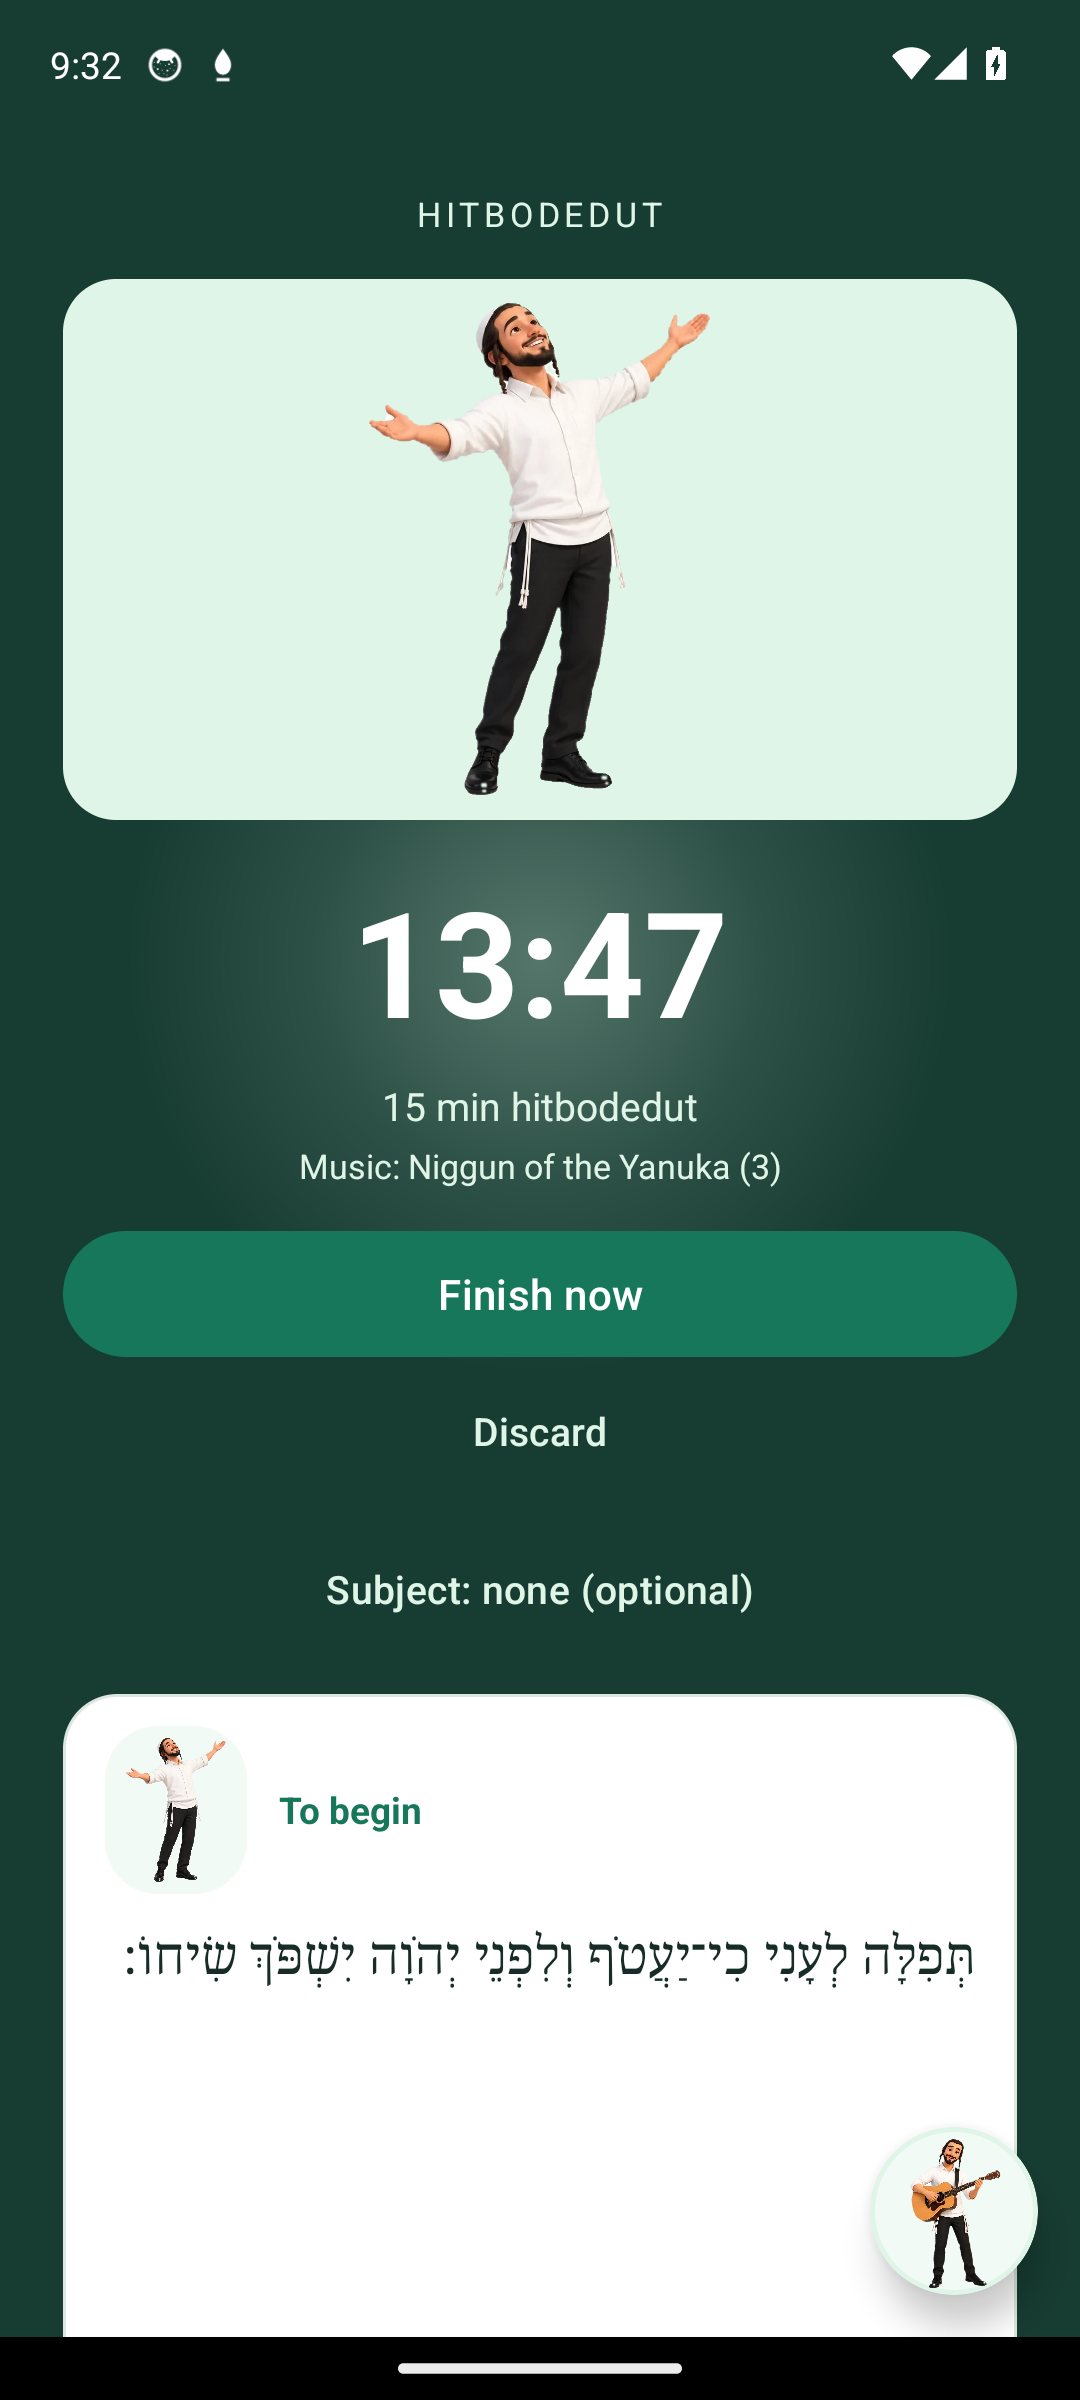 9:32
HITBODEDUT
13:47
15 min hitbodedut
Music: Niggun of the Yanuka (3)
Finish now
Discard
Subject: none (optional)
To begin
תְּפִלָּה לְעָנִי כִי־יַעֲטֹף וְלִפְנֵי יְהֹוָה יִשְׁפֹּךְ שִׂיחוֹ׃